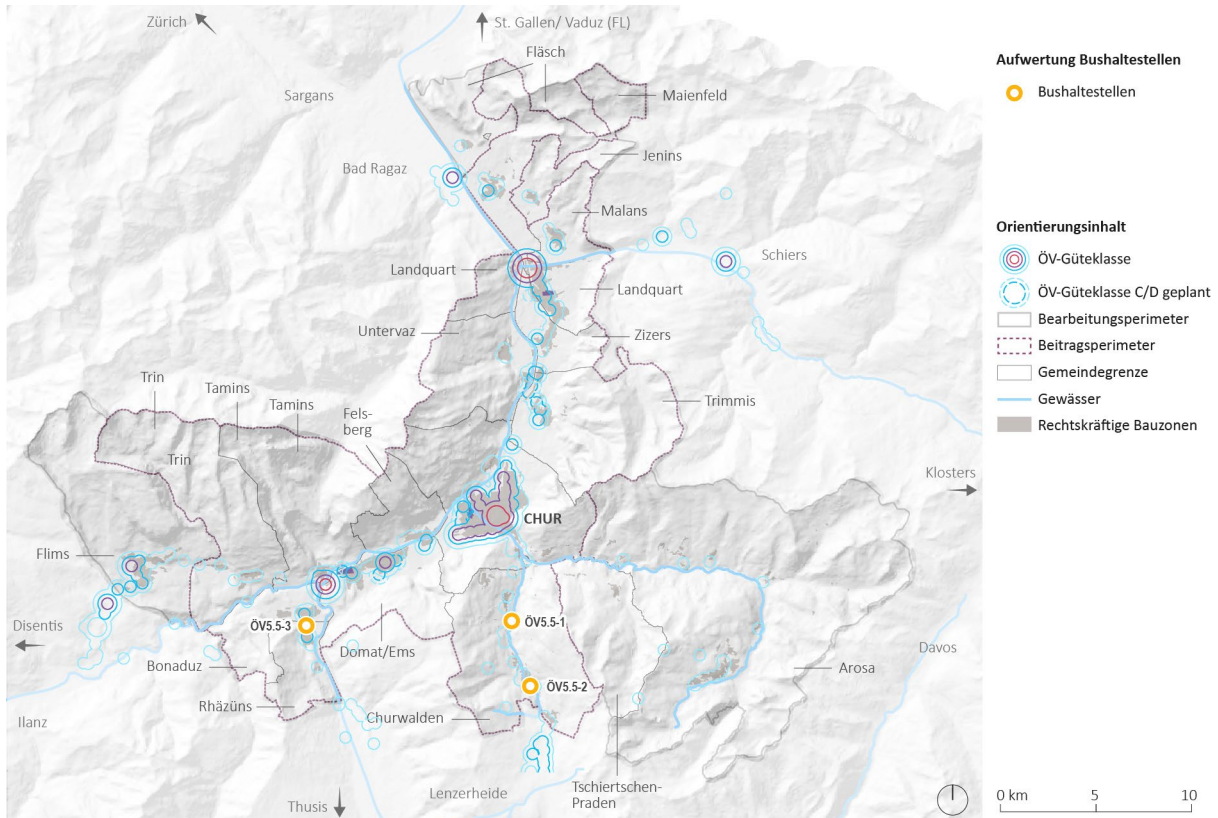 Zürich
St. Gallen/ Vaduz (FL)
Fläsch
Sargans
Maienfeld
Jenins
Bad Ragaz
Malans
Schiers
Landquart
Landquart
Untervaz
Zizers
Trin
Tamins
Tamins
Fels-
berg
Trimmis
Trin
Klosters
CHUR
Flims
Disentis
ÖV5.5-3
ÖV5.5-1
Domat/Ems
Bonaduz
Arosa
Davos
ÖV5.5-2
Rhäzüns
Churwalden
Ilanz
Tschiertschen-
Praden
Thusis
Lenzerheide
Aufwertung Bushaltestellen
Bushaltestellen
Orientierungsinhalt
ÖV-Güteklasse
ÖV-Güteklasse C/D geplant
Bearbeitungsperimeter
Beitragsperimeter
Gemeindegrenze
Gewässer
Rechtskräftige Bauzonen
0 km 5 10